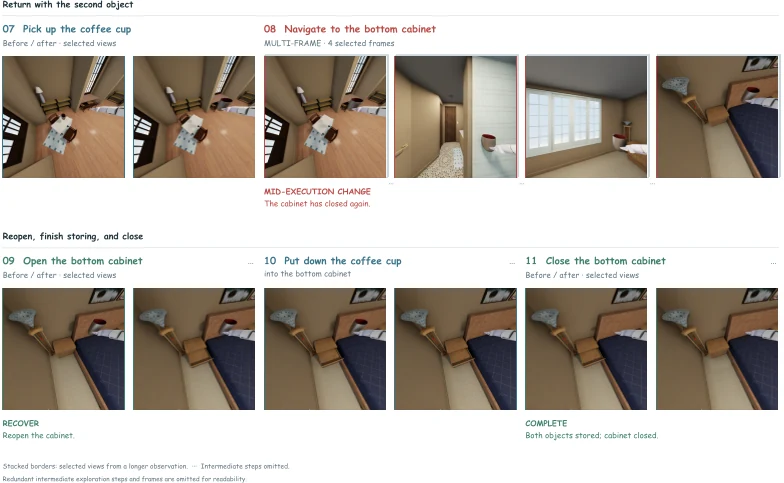 Return with the second object
07 Pick up the coffee cup
Before / after · selected views
08 Navigate to the bottom cabinet
MULTI-FRAME · 4 selected frames
... ... ...
MID-EXECUTION CHANGE
The cabinet has closed again.
Reopen, finish storing, and close
09 Open the bottom cabinet ...
Before / after · selected views
10 Put down the coffee cup ...
into the bottom cabinet
11 Close the bottom cabinet ...
Before / after · selected views
RECOVER
Reopen the cabinet.
COMPLETE
Both objects stored; cabinet closed.
Stacked borders: selected views from a longer observation. ··· Intermediate steps omitted.
Redundant intermediate exploration steps and frames are omitted for readability